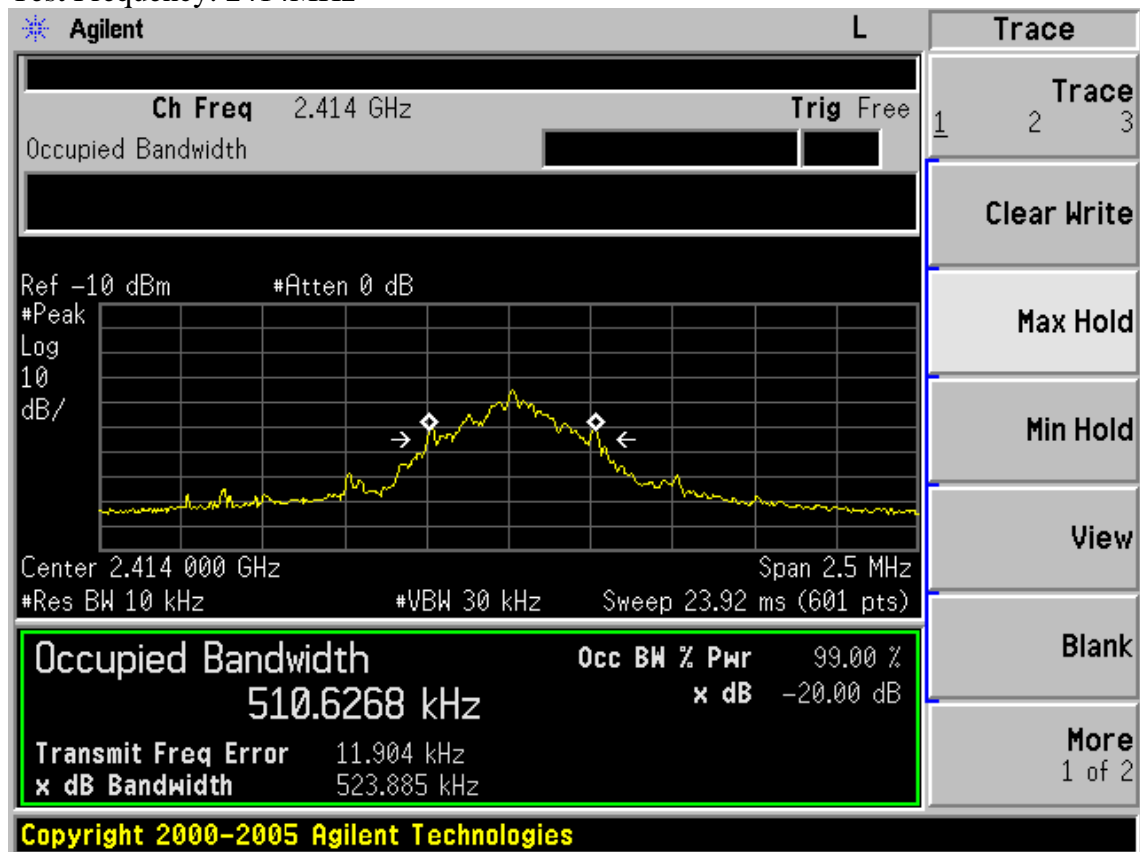 Agilent L Trace
Ch Freq 2.414 GHz Trig Free
Occupied Bandwidth
Trace
1 2 3
Clear Write
Max Hold
Min Hold
View
Blank
More
1 of 2
Ref -10 dBm #Atten 0 dB
#Peak
Log
10
dB/
Center 2.414 000 GHz Span 2.5 MHz
#Res BW 10 kHz #VBW 30 kHz Sweep 23.92 ms (601 pts)
Occupied Bandwidth Occ BW % Pwr 99.00 %
510.6268 kHz x dB -20.00 dB
Transmit Freq Error 11.904 kHz
x dB Bandwidth 523.885 kHz
Copyright 2000-2005 Agilent Technologies